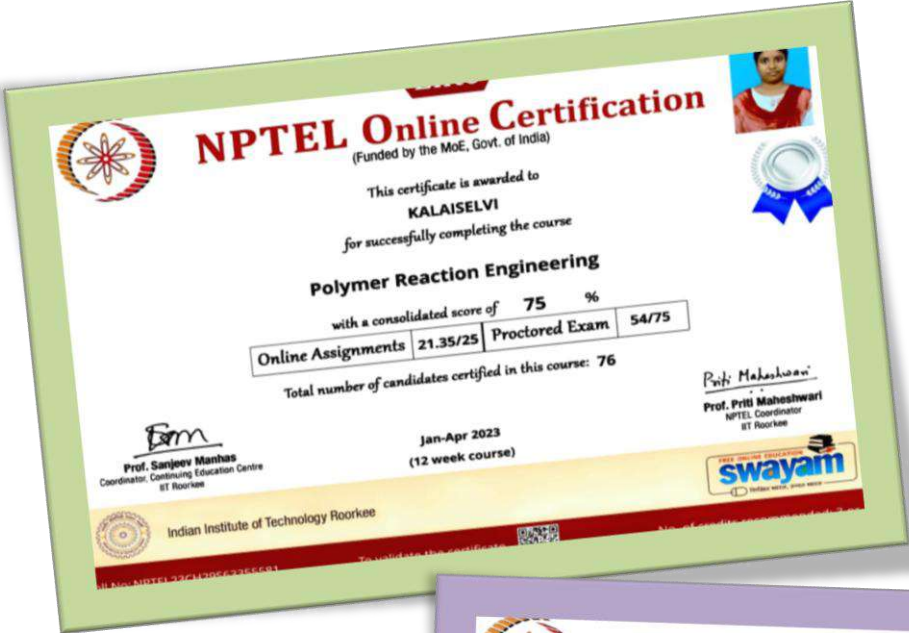 NPTEL Online Certification
(Funded by the MoE, Govt. of India)
This certificate is awarded to
KALAISELVI
for successfully completing the course
Polymer Reaction Engineering
with a consolidated score of 75 %
Online Assignments 21.35/25 Proctored Exam 54/75
Total number of candidates certified in this course: 76
Priti Maheshwari
Prof. Sanjeev Manhas
Coordinator, Continuing Education Centre
IIT Roorkee
Jan-Apr 2023
(12 week course)
Prof. Priti Maheshwari
NPTEL Coordinator
IIT Roorkee
FREE ONLINE EDUCATION
swayam
Indian Institute of Technology Roorkee
To validate the certificate